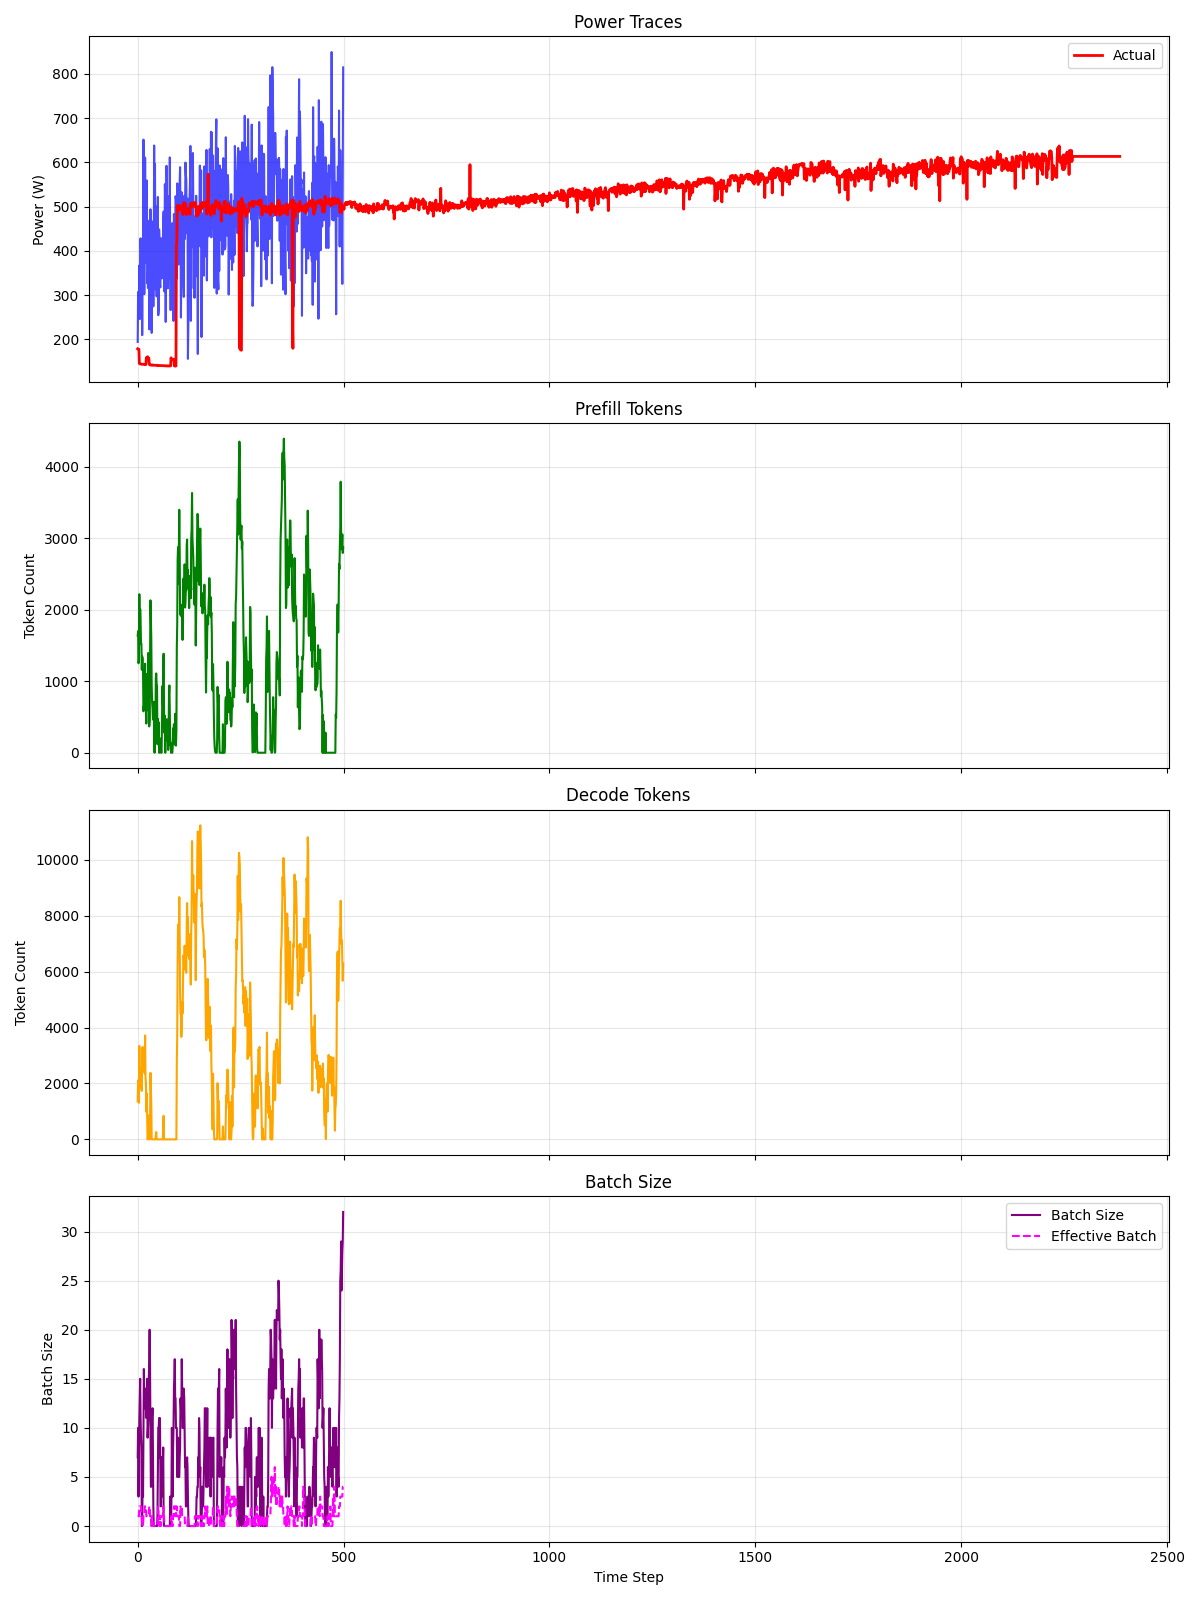 Power Traces
Actual
Power (W)
800
700
600
500
400
300
200
Prefill Tokens
Token Count
4000
3000
2000
1000
0
Decode Tokens
Token Count
10000
8000
6000
4000
2000
0
Batch Size
Batch Size
Effective Batch
Batch Size
30
25
20
15
10
5
0
0 500 1000 1500 2000 2500
Time Step